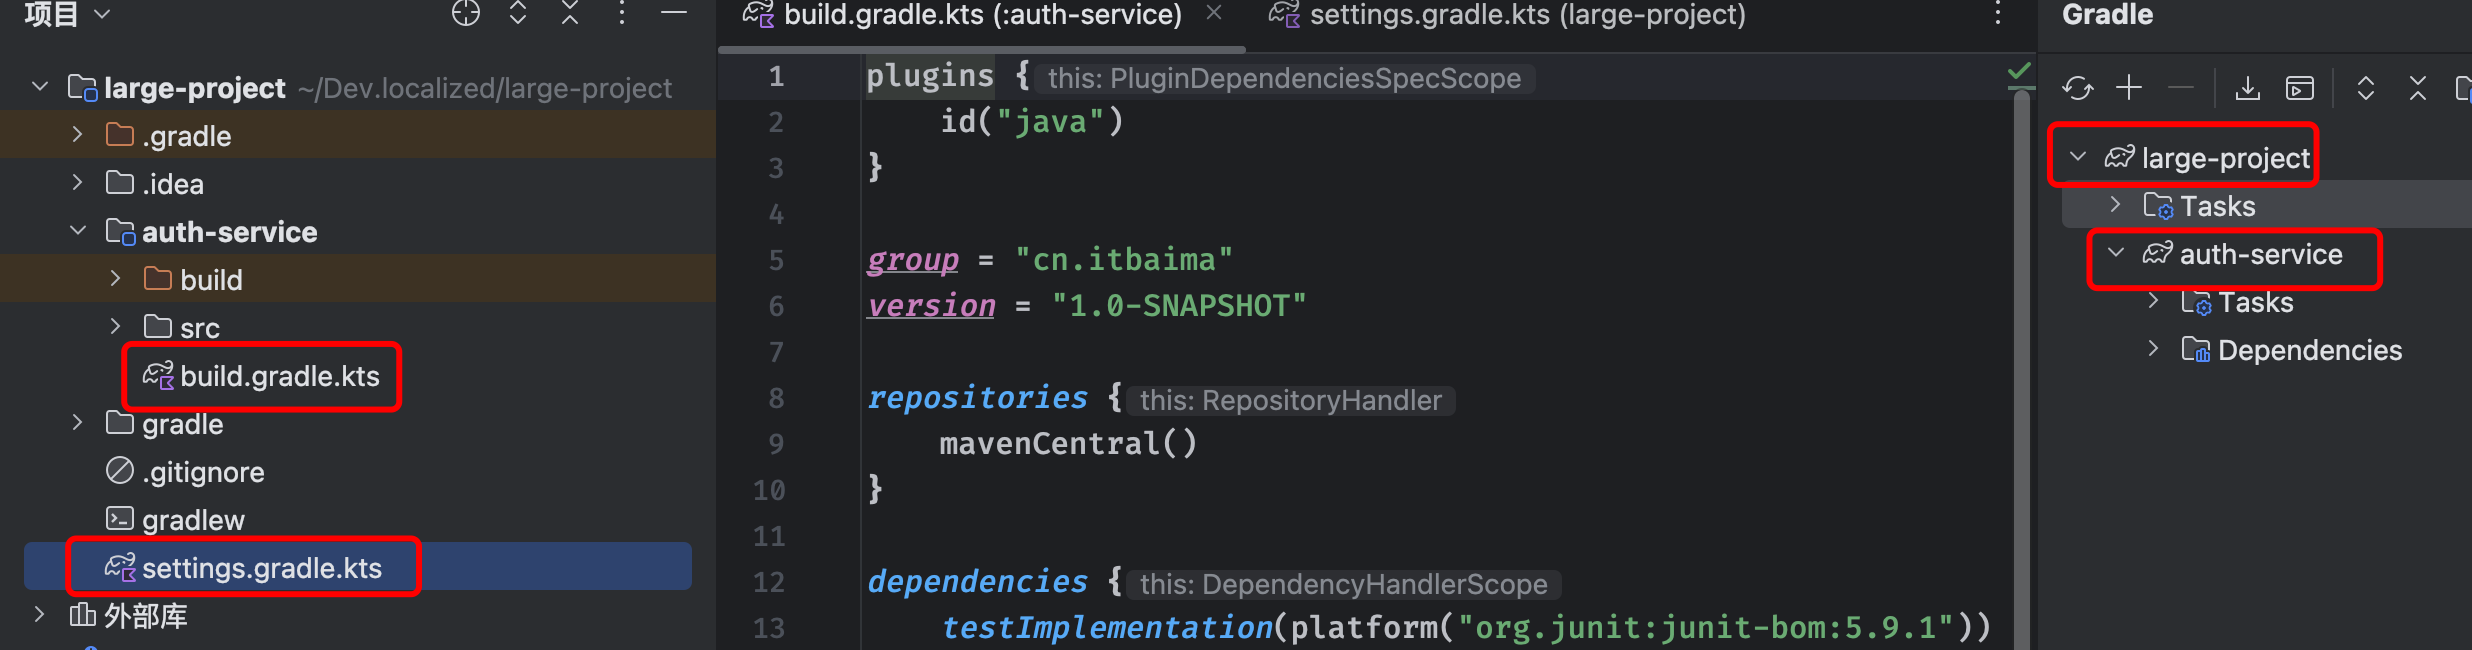 项目
large-project ~/Dev.localized/large-project
.gradle
.idea
auth-service
build
src
build.gradle.kts
gradle
.gitignore
gradlew
settings.gradle.kts
外部库
build.gradle.kts (:auth-service)
settings.gradle.kts (large-project)
1 plugins { this: PluginDependenciesSpecScope
2 id("java")
3 }
4
5 group = "cn.itbaima"
6 version = "1.0-SNAPSHOT"
7
8 repositories { this: RepositoryHandler
9 mavenCentral()
10 }
11
12 dependencies { this: DependencyHandlerScope
13 testImplementation(platform("org.junit:junit-bom:5.9.1"))
Gradle
large-project
Tasks
auth-service
Tasks
Dependencies